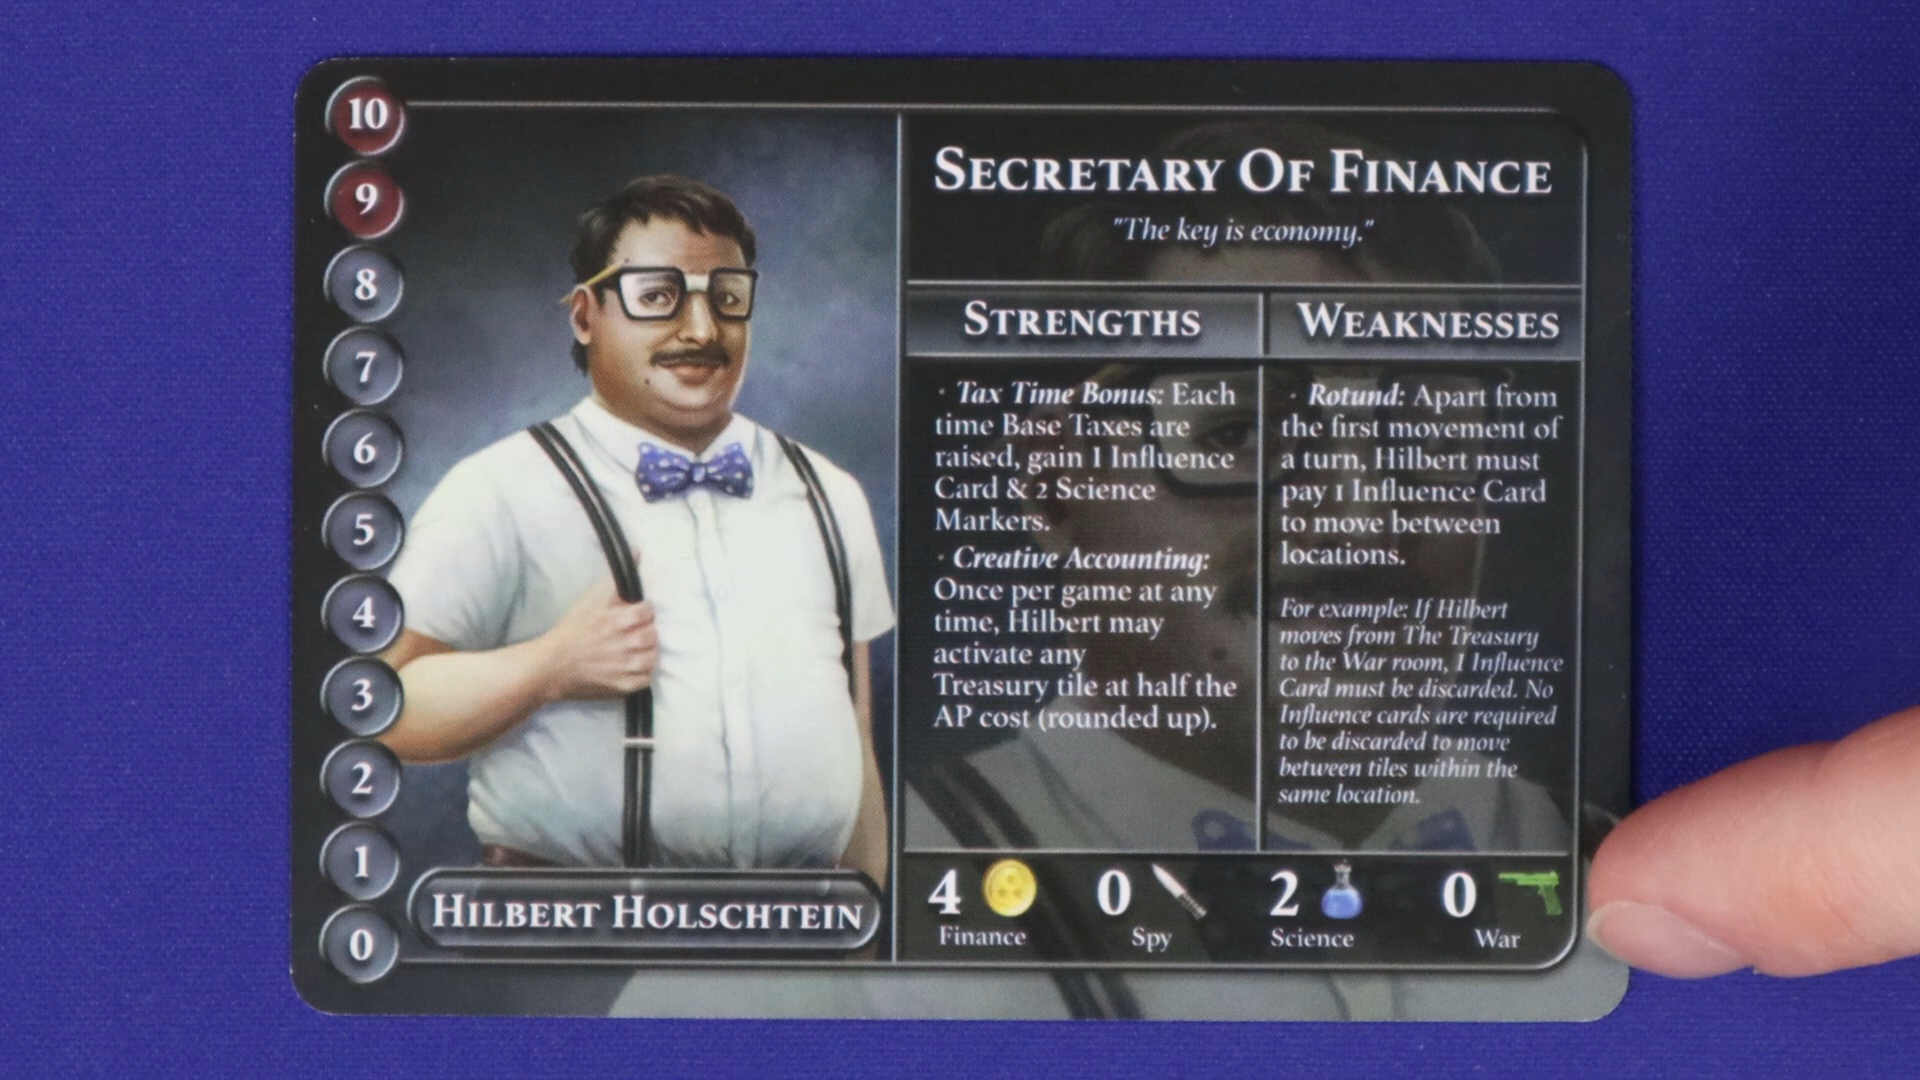 10
9
8
7
6
5
4
3
2
1
0
HILBERT HOLSCHTEIN
SECRETARY OF FINANCE
"The key is economy."
STRENGTHS
· Tax Time Bonus: Each
time Base Taxes are
raised, gain 1 Influence
Card & 2 Science
Markers.
· Creative Accounting:
Once per game at any
time, Hilbert may
activate any
Treasury tile at half the
AP cost (rounded up).
WEAKNESSES
· Rotund: Apart from
the first movement of
a turn, Hilbert must
pay 1 Influence Card
to move between
locations.
For example: If Hilbert
moves from The Treasury
to the War room, 1 Influence
Card must be discarded. No
Influence cards are required
to be discarded to move
between tiles within the
same location.
4
Finance
0
Spy
2
Science
0
War